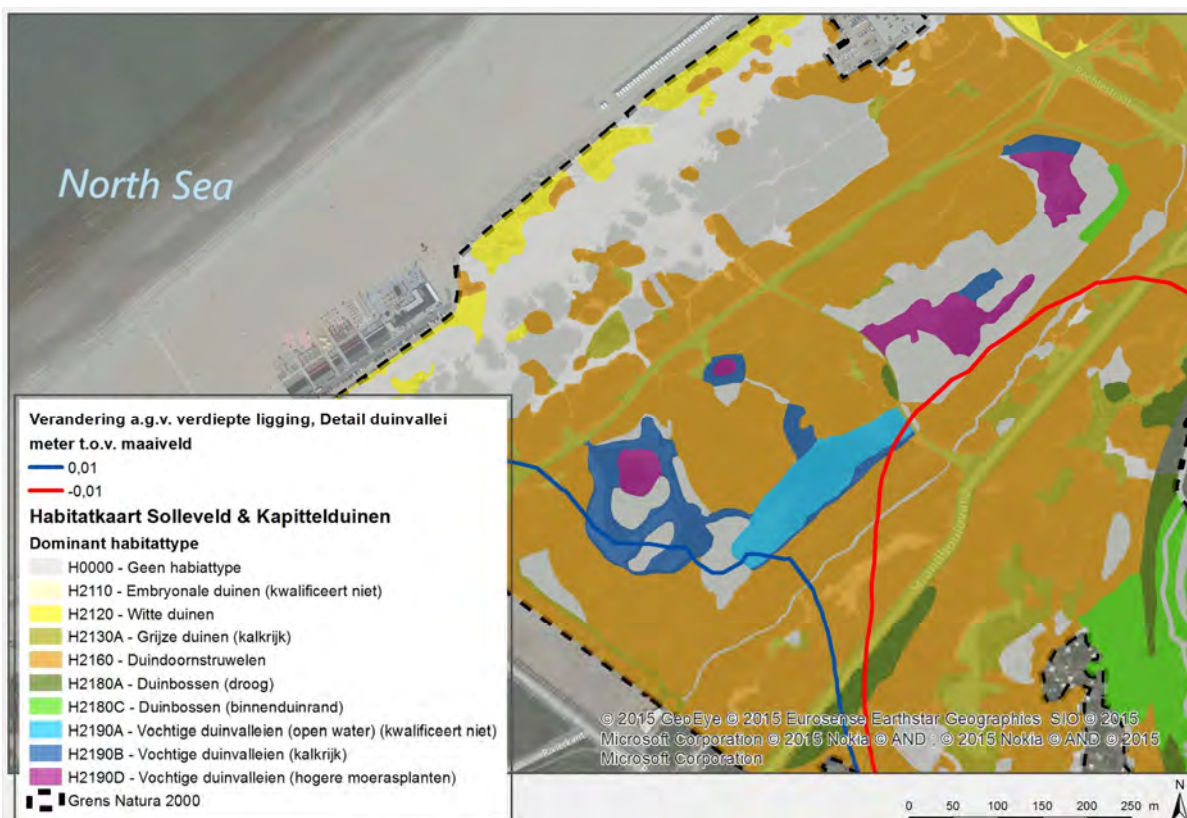 North Sea
Rechtestraat
Strandboulevard
Verandering a.g.v. verdiepte ligging, Detail duinvallei
meter t.o.v. maaiveld
0,01
-0,01
Habitatkaart Solleveld & Kapittelduinen
Dominant habitattype
H0000 - Geen habiattype
H2110 - Embryonale duinen (kwalificeert niet)
H2120 - Witte duinen
H2130A - Grijze duinen (kalkrijk)
H2160 - Duindoornstruwelen
H2180A - Duinbossen (droog)
H2180C - Duinbossen (binnenduinrand)
H2190A - Vochtige duinvalleien (open water) (kwalificeert niet)
H2190B - Vochtige duinvalleien (kalkrijk)
H2190D - Vochtige duinvalleien (hogere moerasplanten)
Grens Natura 2000
© 2015 GeoEye © 2015 Eurosense Earthstar Geographics SIO © 2015
Microsoft Corporation © 2015 Nokia © AND ; © 2015 Nokia © AND © 2015
Microsoft Corporation
0 50 100 150 200 250 m
N